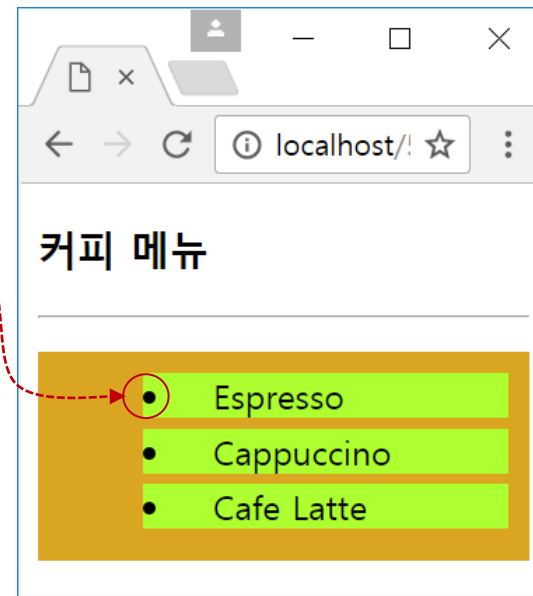 localhost/
커피 메뉴
• Espresso
• Cappuccino
• Cafe Latte